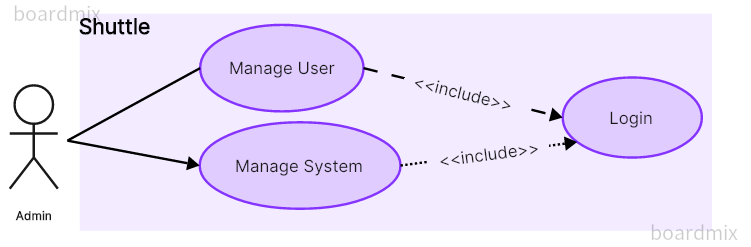 boardmix
Shuttle
Manage User
<<include>>
Login
Manage System
<<include>>
Admin
boardmix